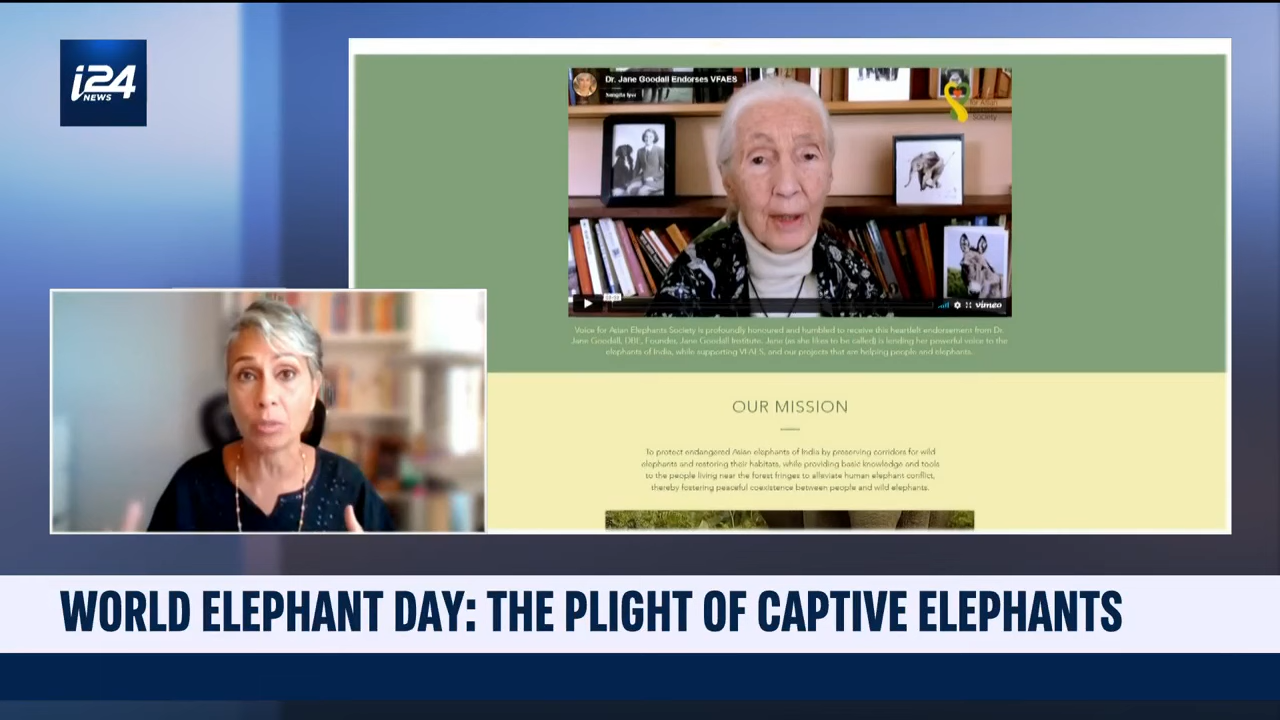 i24
NEWS
Dr. Jane Goodall Endorses VFAES
Sangita Iyer
for Asian
Society
vimeo
Voice for Asian Elephants Society is profoundly honoured and humbled to receive this heartfelt endorsement from Dr.
Jane Goodall, DBE, Founder, Jane Goodall Institute. Jane (as she likes to be called) is lending her powerful voice to the
elephants of India, while supporting VFAES, and our projects that are helping people and elephants.
OUR MISSION
To protect endangered Asian elephants of India by preserving corridors for wild
elephants and restoring their habitats, while providing basic knowledge and tools
to the people living near the forest fringes to alleviate human elephant conflict,
thereby fostering peaceful coexistence between people and wild elephants.
WORLD ELEPHANT DAY: THE PLIGHT OF CAPTIVE ELEPHANTS